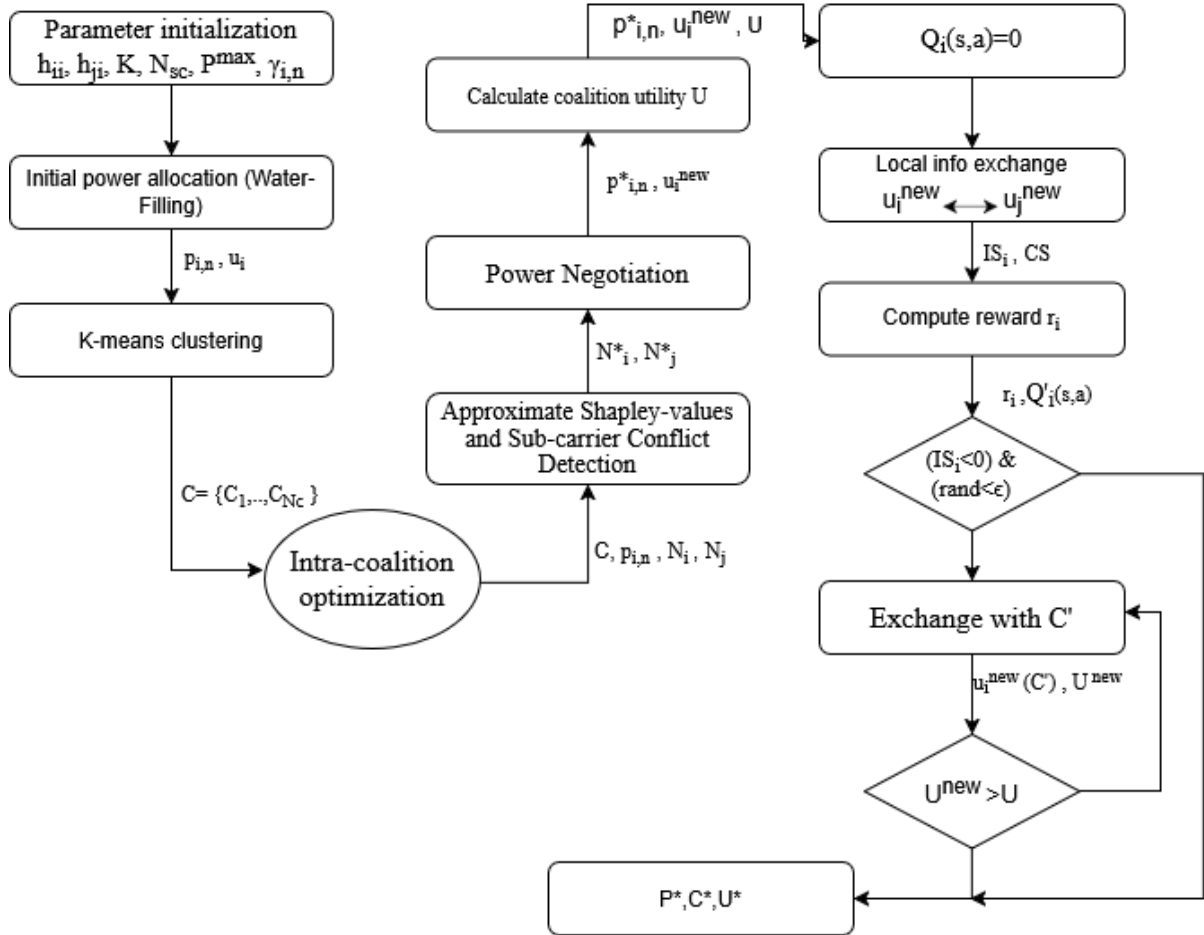 Parameter initialization
h_ii, h_ji, K, N_sc, P^max, γ_i,n
Initial power allocation (Water-
Filling)
p_i,n , u_i
K-means clustering
C= {C_1,..,C_Nc }
Intra-coalition
optimization
C, p_i,n , N_i , N_j
Approximate Shapley-values
and Sub-carrier Conflict
Detection
N*_i , N*_j
Power Negotiation
p*_i,n , u_i^new
Calculate coalition utility U
p*_i,n, u_i^new , U
Q_i(s,a)=0
Local info exchange
u_i^new ⟷ u_j^new
IS_i , CS
Compute reward r_i
r_i ,Q'_i(s,a)
(IS_i<0) &
(rand<ϵ)
Exchange with C'
u_i^new (C') , U^new
U^new >U
P*,C*,U*